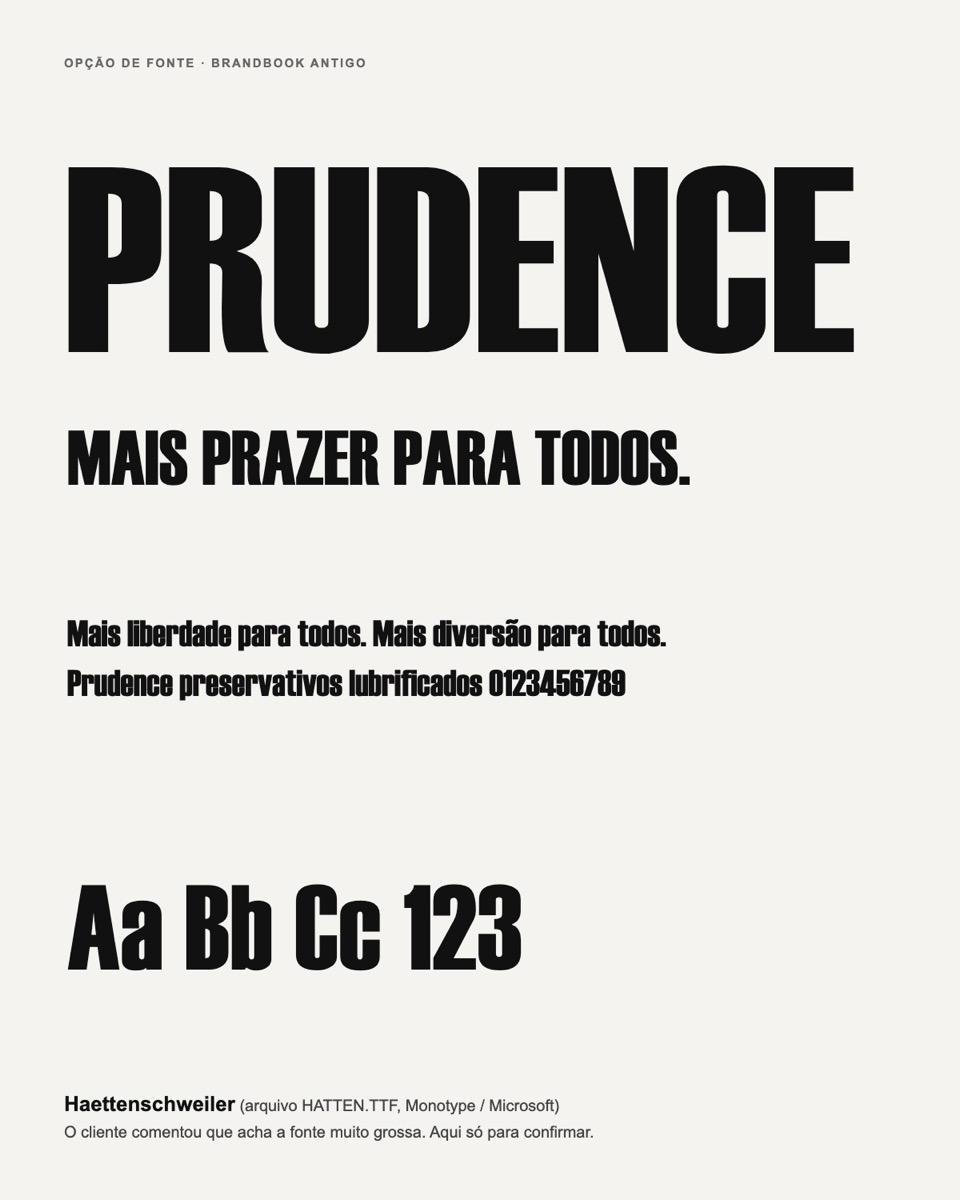 OPÇÃO DE FONTE · BRANDBOOK ANTIGO
PRUDENCE
MAIS PRAZER PARA TODOS.
Mais liberdade para todos. Mais diversão para todos.
Prudence preservativos lubrificados 0123456789
Aa Bb Cc 123
Haettenschweiler (arquivo HATTEN.TTF, Monotype / Microsoft)
O cliente comentou que acha a fonte muito grossa. Aqui só para confirmar.